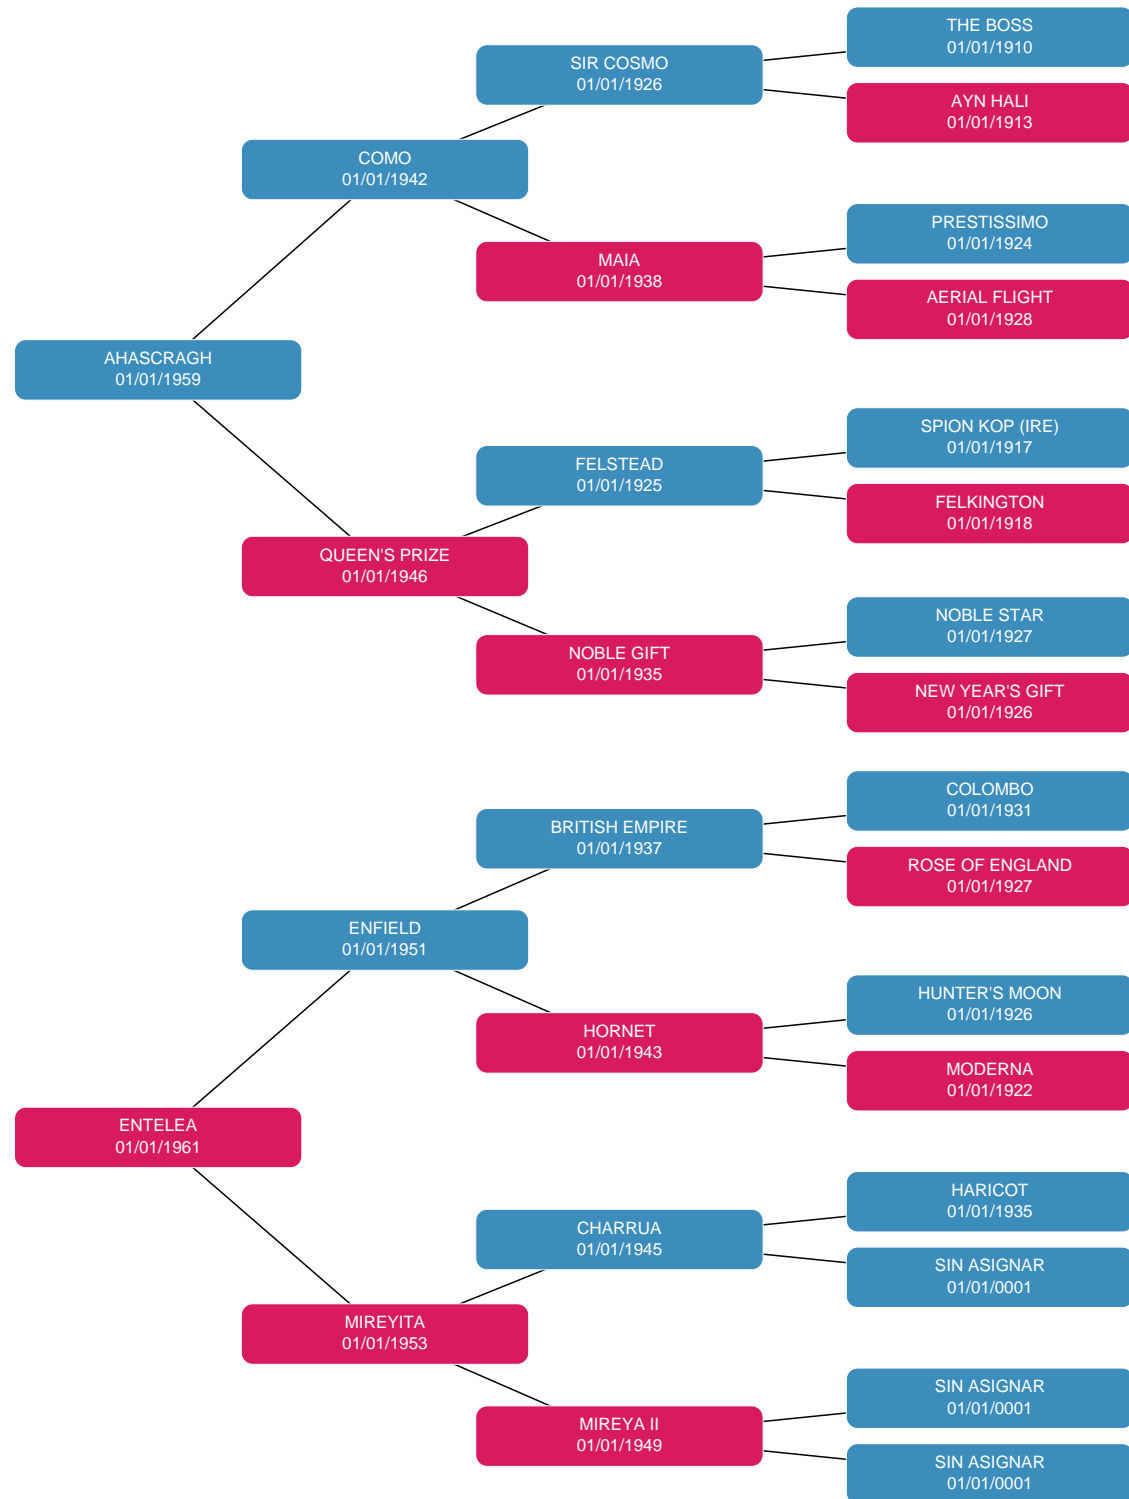 THE BOSS
01/01/1910
SIR COSMO
01/01/1926
AYN HALI
01/01/1913
COMO
01/01/1942
PRESTISSIMO
01/01/1924
MAIA
01/01/1938
AERIAL FLIGHT
01/01/1928
AHASCRAGH
01/01/1959
SPION KOP (IRE)
01/01/1917
FELSTEAD
01/01/1925
FELKINGTON
01/01/1918
QUEEN'S PRIZE
01/01/1946
NOBLE STAR
01/01/1927
NOBLE GIFT
01/01/1935
NEW YEAR'S GIFT
01/01/1926
COLOMBO
01/01/1931
BRITISH EMPIRE
01/01/1937
ROSE OF ENGLAND
01/01/1927
ENFIELD
01/01/1951
HUNTER'S MOON
01/01/1926
HORNET
01/01/1943
MODERNA
01/01/1922
ENTELEA
01/01/1961
HARICOT
01/01/1935
CHARRUA
01/01/1945
SIN ASIGNAR
01/01/0001
MIREYITA
01/01/1953
SIN ASIGNAR
01/01/0001
MIREYA II
01/01/1949
SIN ASIGNAR
01/01/0001